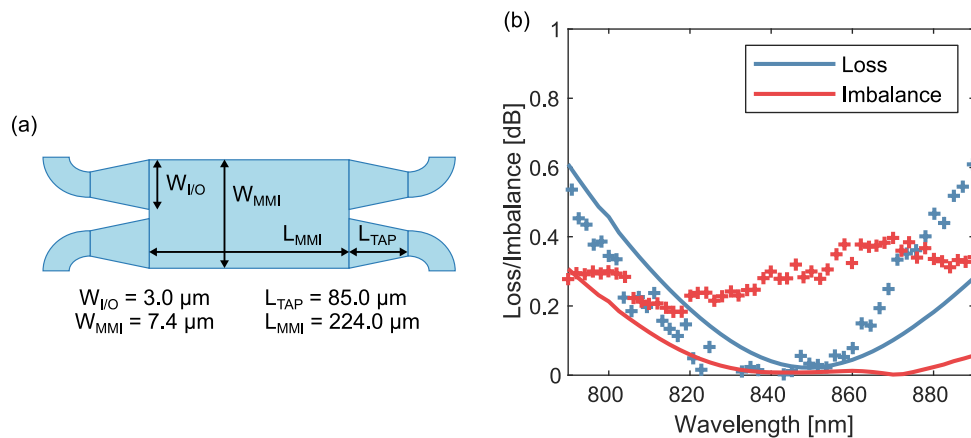 (a)
W_I/O
W_MMI
L_MMI
L_TAP
W_I/O = 3.0 μm
L_TAP = 85.0 μm
W_MMI = 7.4 μm
L_MMI = 224.0 μm
(b)
1
0.8
0.6
0.4
0.2
0
Loss/Imbalance [dB]
Loss
Imbalance
800
820
840
860
880
Wavelength [nm]